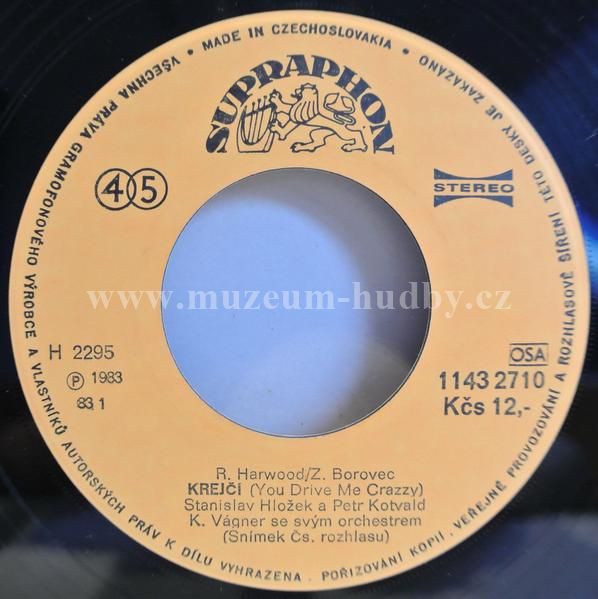 VŠECHNA PRÁVA GRAMOFONOVÉHO VÝROBCE A VLASTNÍKŮ AUTORSKÝCH PRÁV K DÍLU VYHRAZENA. POŘIZOVÁNÍ KOPIÍ, VEŘEJNÉ PROVOZOVÁNÍ A ROZHLASOVÉ ŠÍŘENÍ TÉTO DESKY JE ZAKÁZÁNO • MADE IN CZECHOSLOVAKIA •
SUPRAPHON
45
STEREO
www.muzeum-hudby.cz
H 2295
Ⓟ 1983
83 1
OSA
1143 2710
Kčs 12,-
R. Harwood/Z. Borovec
KREJČÍ (You Drive Me Crazzy)
Stanislav Hložek a Petr Kotvald
K. Vágner se svým orchestrem
(Snímek Čs. rozhlasu)